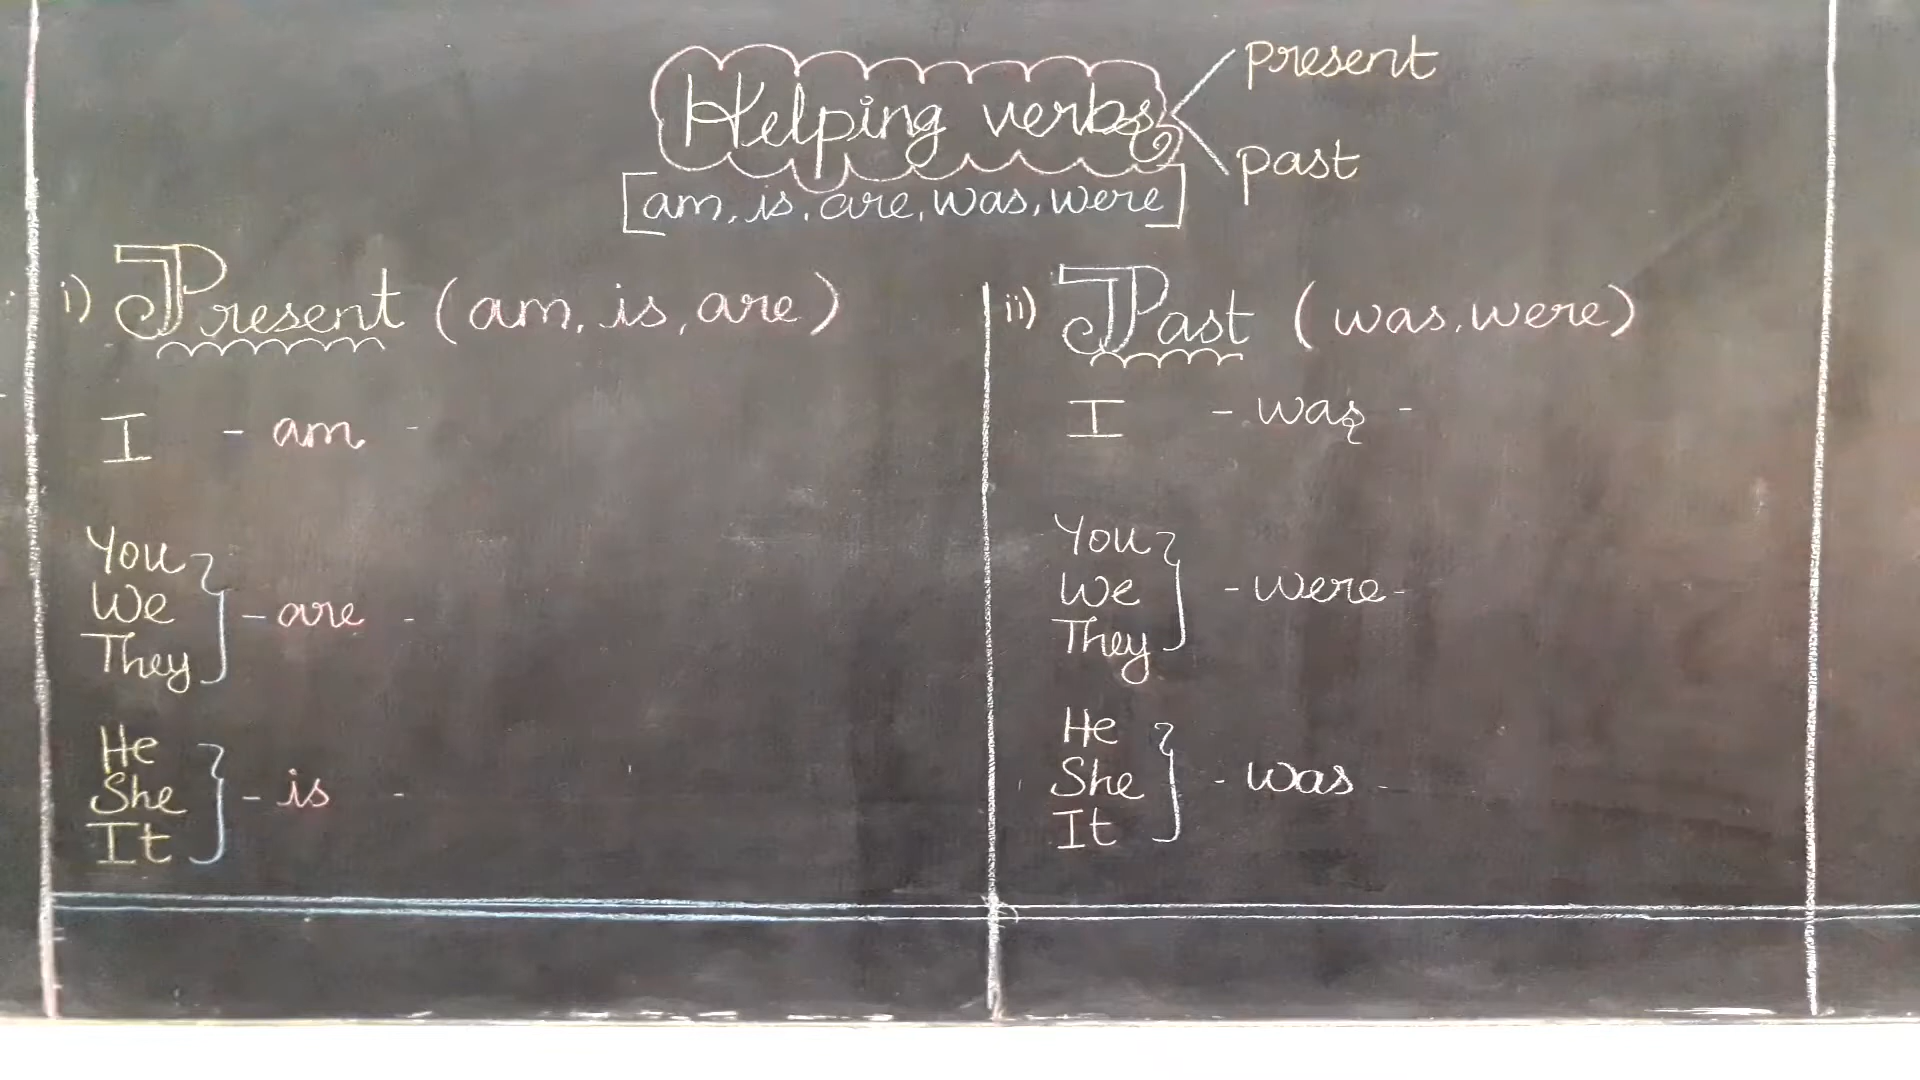 Helping verbs
present
past
[am, is, are, was, were]
i) Present (am, is, are)
I - am -
You
We
They
- are -
He
She
It
- is -
ii) Past (was, were)
I - was -
You
We
They
- were -
He
She
It
- was -